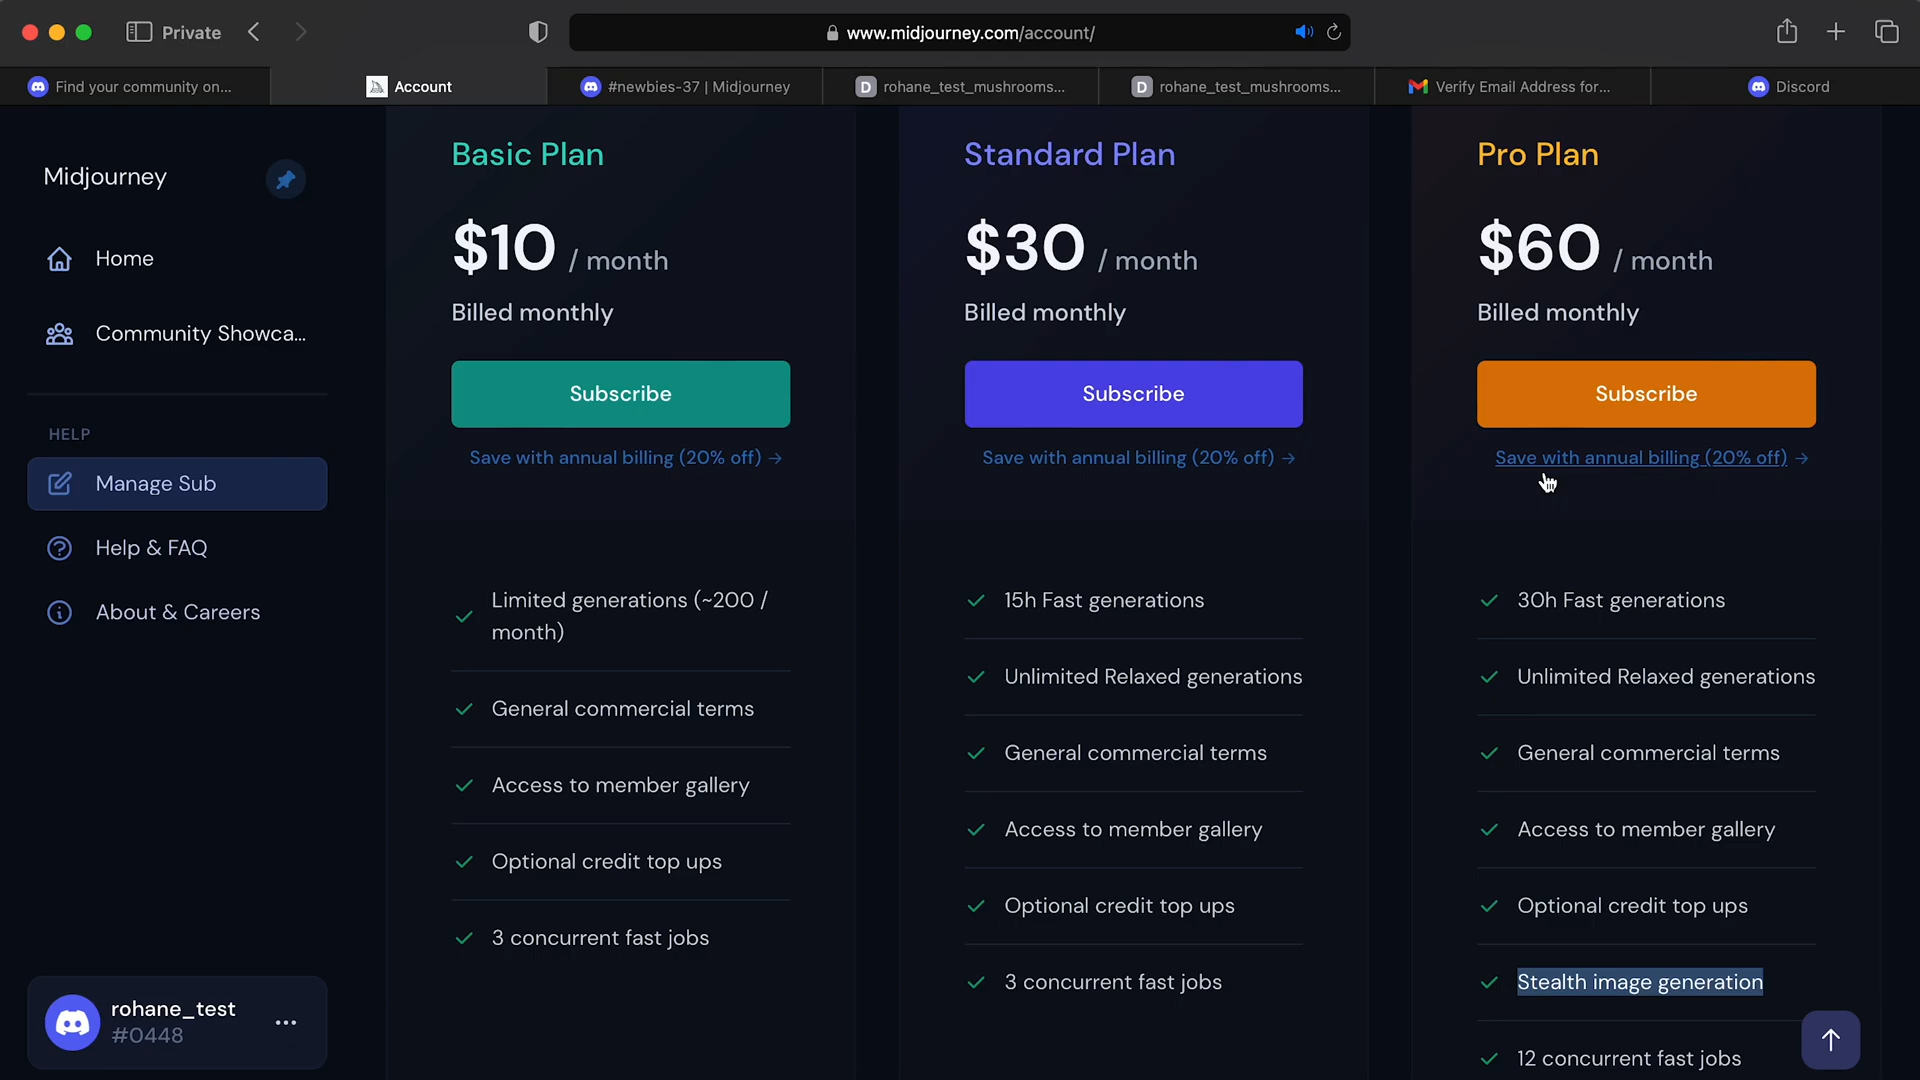 Private
www.midjourney.com/account/
Find your community on...
Account
#newbies-37 | Midjourney
D
rohane_test_mushrooms...
D
rohane_test_mushrooms...
Verify Email Address for...
Discord
Midjourney
Home
Community Showca...
HELP
Manage Sub
Help & FAQ
About & Careers
rohane_test
#0448
Basic Plan
$10 / month
Billed monthly
Subscribe
Save with annual billing (20% off) →
Limited generations (~200 /
month)
General commercial terms
Access to member gallery
Optional credit top ups
3 concurrent fast jobs
Standard Plan
$30 / month
Billed monthly
Subscribe
Save with annual billing (20% off) →
15h Fast generations
Unlimited Relaxed generations
General commercial terms
Access to member gallery
Optional credit top ups
3 concurrent fast jobs
Pro Plan
$60 / month
Billed monthly
Subscribe
Save with annual billing (20% off) →
30h Fast generations
Unlimited Relaxed generations
General commercial terms
Access to member gallery
Optional credit top ups
Stealth image generation
12 concurrent fast jobs